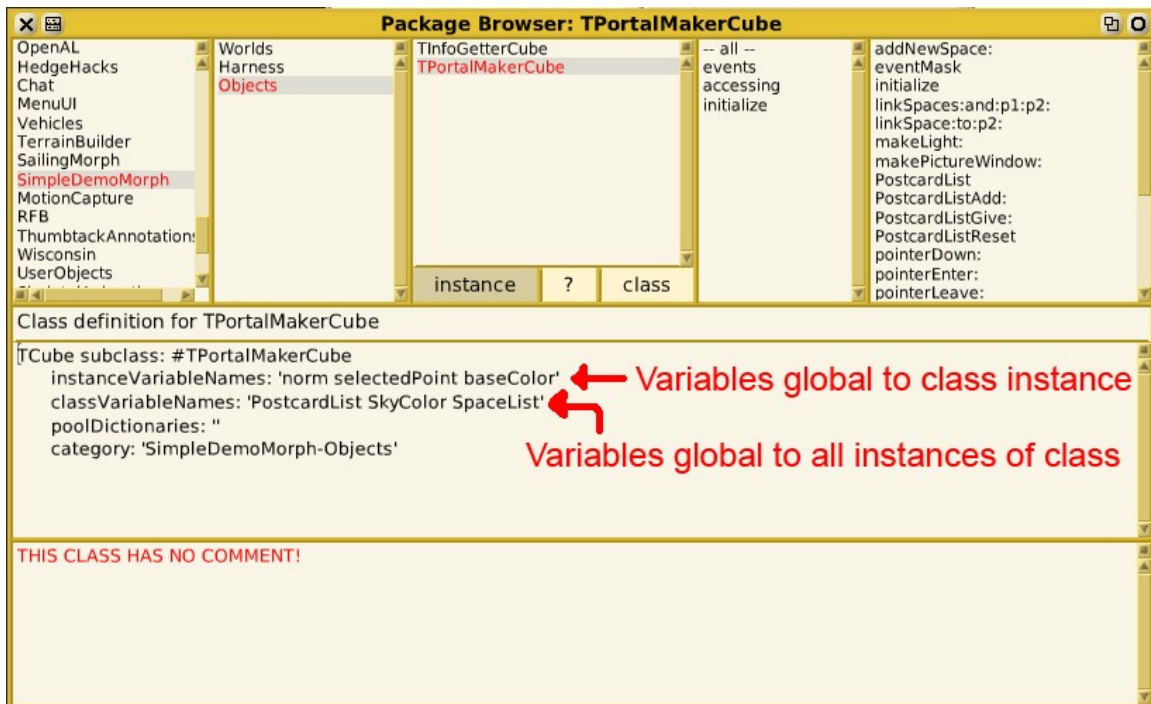 Package Browser: TPortalMakerCube
OpenAL
HedgeHacks
Chat
MenuUI
Vehicles
TerrainBuilder
SailingMorph
SimpleDemoMorph
MotionCapture
RFB
ThumbtackAnnotations
Wisconsin
UserObjects
Worlds
Harness
Objects
TInfoGetterCube
TPortalMakerCube
instance ? class
-- all --
events
accessing
initialize
addNewSpace:
eventMask
initialize
linkSpaces:and:p1:p2:
linkSpace:to:p2:
makeLight:
makePictureWindow:
PostcardList
PostcardListAdd:
PostcardListGive:
PostcardListReset
pointerDown:
pointerEnter:
pointerLeave:
Class definition for TPortalMakerCube
TCube subclass: #TPortalMakerCube
instanceVariableNames: 'norm selectedPoint baseColor'
Variables global to class instance
classVariableNames: 'PostcardList SkyColor SpaceList'
poolDictionaries: ''
category: 'SimpleDemoMorph-Objects'
Variables global to all instances of class
THIS CLASS HAS NO COMMENT!